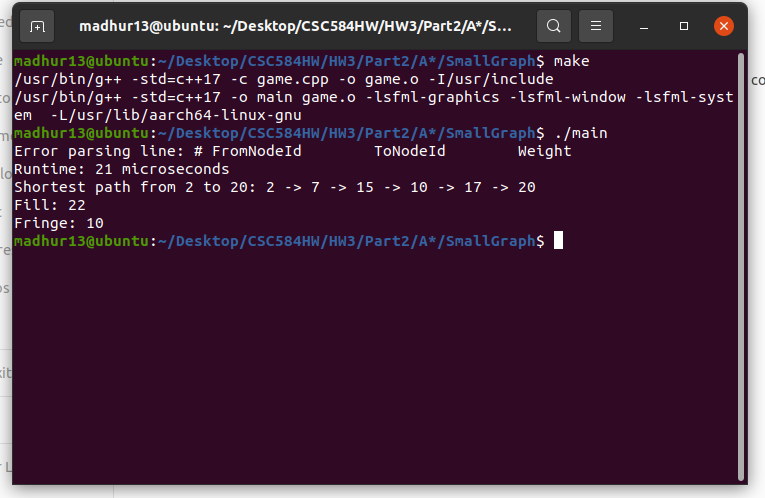 madhur13@ubuntu: ~/Desktop/CSC584HW/HW3/Part2/A*/S...
madhur13@ubuntu:~/Desktop/CSC584HW/HW3/Part2/A*/SmallGraph$ make
/usr/bin/g++ -std=c++17 -c game.cpp -o game.o -I/usr/include
/usr/bin/g++ -std=c++17 -o main game.o -lsfml-graphics -lsfml-window -lsfml-syst
em  -L/usr/lib/aarch64-linux-gnu
madhur13@ubuntu:~/Desktop/CSC584HW/HW3/Part2/A*/SmallGraph$ ./main
Error parsing line: # FromNodeId        ToNodeId        Weight
Runtime: 21 microseconds
Shortest path from 2 to 20: 2 -> 7 -> 15 -> 10 -> 17 -> 20
Fill: 22
Fringe: 10
madhur13@ubuntu:~/Desktop/CSC584HW/HW3/Part2/A*/SmallGraph$